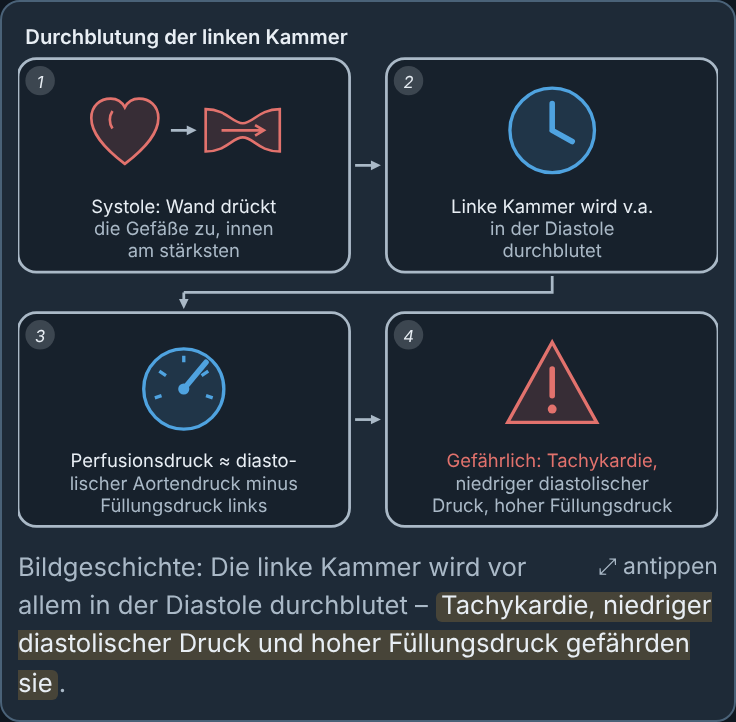 Durchblutung der linken Kammer
1
Systole: Wand drückt
die Gefäße zu, innen
am stärksten
2
Linke Kammer wird v.a.
in der Diastole
durchblutet
3
Perfusionsdruck ≈ diasto-
lischer Aortendruck minus
Füllungsdruck links
4
Gefährlich: Tachykardie,
niedriger diastolischer
Druck, hoher Füllungsdruck
Bildgeschichte: Die linke Kammer wird vor
⤢ antippen
allem in der Diastole durchblutet – Tachykardie, niedriger
diastolischer Druck und hoher Füllungsdruck gefährden
sie.